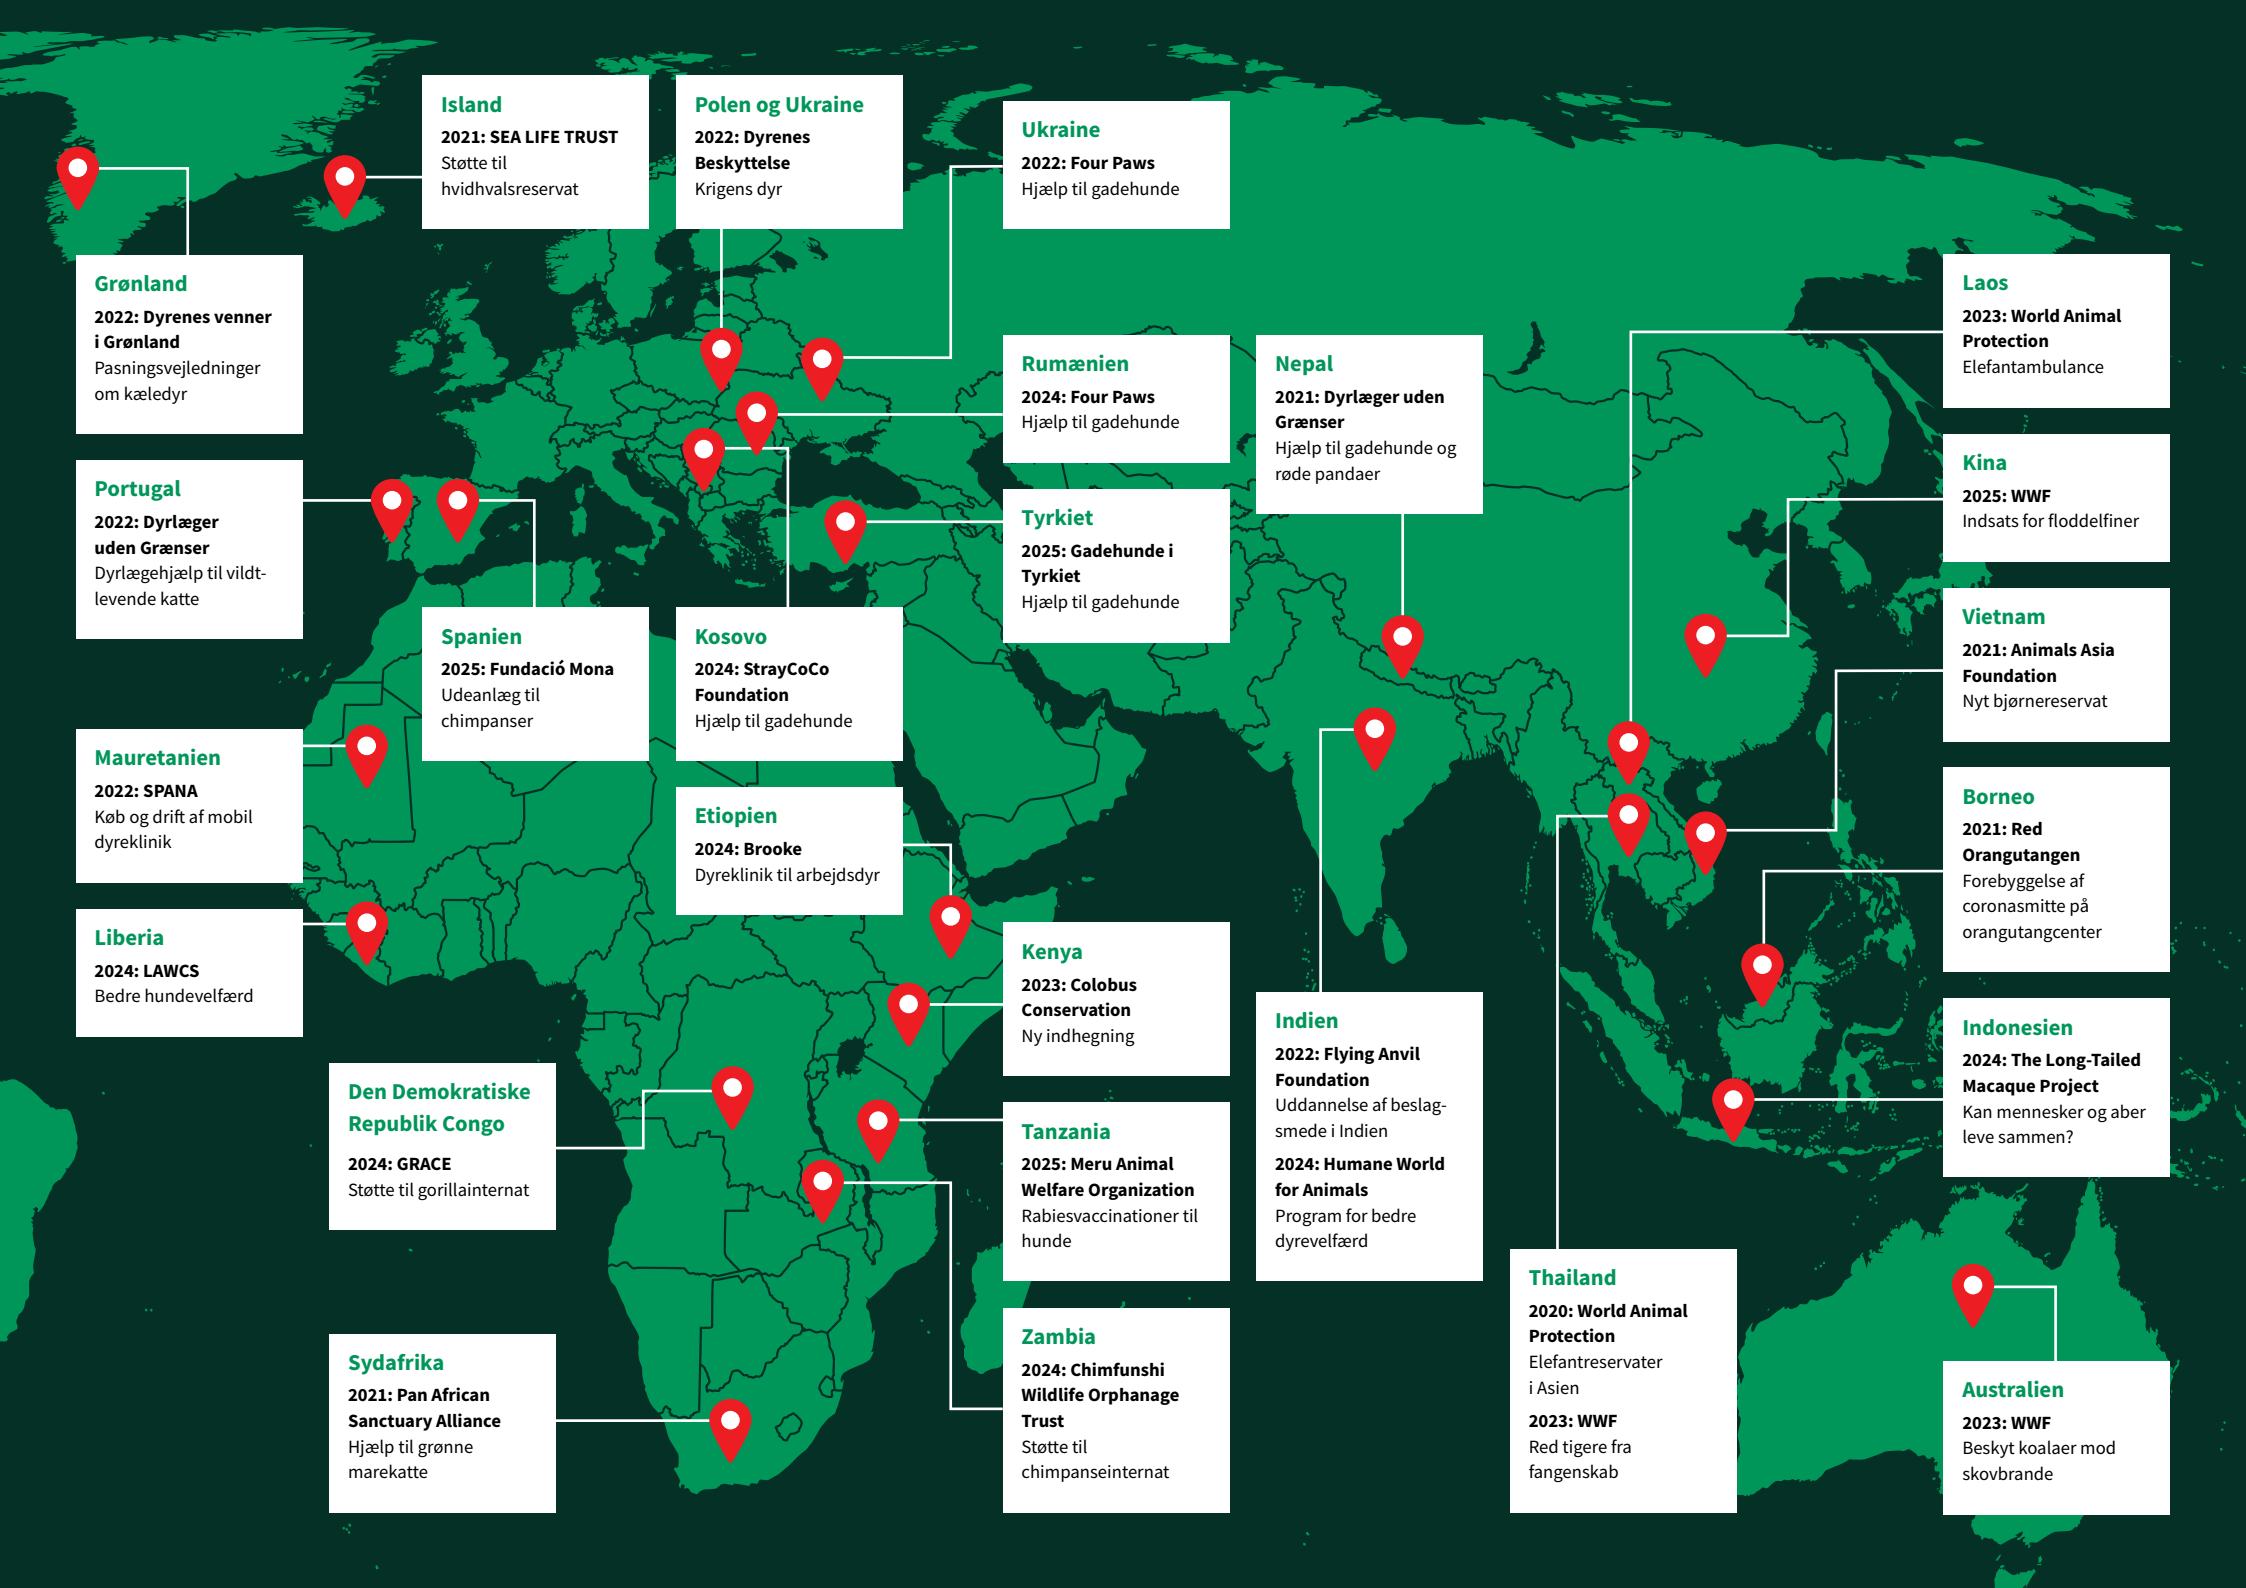 Island
2021: SEA LIFE TRUST
Støtte til
hvidhvalsreservat
Polen og Ukraine
2022: Dyrenes
Beskyttelse
Krigens dyr
Ukraine
2022: Four Paws
Hjælp til gadehunde
Grønland
2022: Dyrenes venner
i Grønland
Pasningsvejledninger
om kæledyr
Rumænien
2024: Four Paws
Hjælp til gadehunde
Nepal
2021: Dyrlæger uden
Grænser
Hjælp til gadehunde og
røde pandaer
Laos
2023: World Animal
Protection
Elefantambulance
Portugal
2022: Dyrlæger
uden Grænser
Dyrlægehjælp til vildt-
levende katte
Tyrkiet
2025: Gadehunde i
Tyrkiet
Hjælp til gadehunde
Kina
2025: WWF
Indsats for floddelfiner
Spanien
2025: Fundació Mona
Udeanlæg til
chimpanser
Kosovo
2024: StrayCoCo
Foundation
Hjælp til gadehunde
Vietnam
2021: Animals Asia
Foundation
Nyt bjørnereservat
Mauretanien
2022: SPANA
Køb og drift af mobil
dyreklinik
Etiopien
2024: Brooke
Dyreklinik til arbejdsdyr
Borneo
2021: Red
Orangutangen
Forebyggelse af
coronasmitte på
orangutangcenter
Liberia
2024: LAWCS
Bedre hundevelfærd
Kenya
2023: Colobus
Conservation
Ny indhegning
Indien
2022: Flying Anvil
Foundation
Uddannelse af beslag-
smede i Indien
2024: Humane World
for Animals
Program for bedre
dyrevelfærd
Indonesien
2024: The Long-Tailed
Macaque Project
Kan mennesker og aber
leve sammen?
Den Demokratiske
Republik Congo
2024: GRACE
Støtte til gorillainternat
Tanzania
2025: Meru Animal
Welfare Organization
Rabiesvaccinationer til
hunde
Thailand
2020: World Animal
Protection
Elefantreservater
i Asien
2023: WWF
Red tigere fra
fangenskab
Sydafrika
2021: Pan African
Sanctuary Alliance
Hjælp til grønne
marekatte
Zambia
2024: Chimfunshi
Wildlife Orphanage
Trust
Støtte til
chimpanseinternat
Australien
2023: WWF
Beskyt koalaer mod
skovbrande